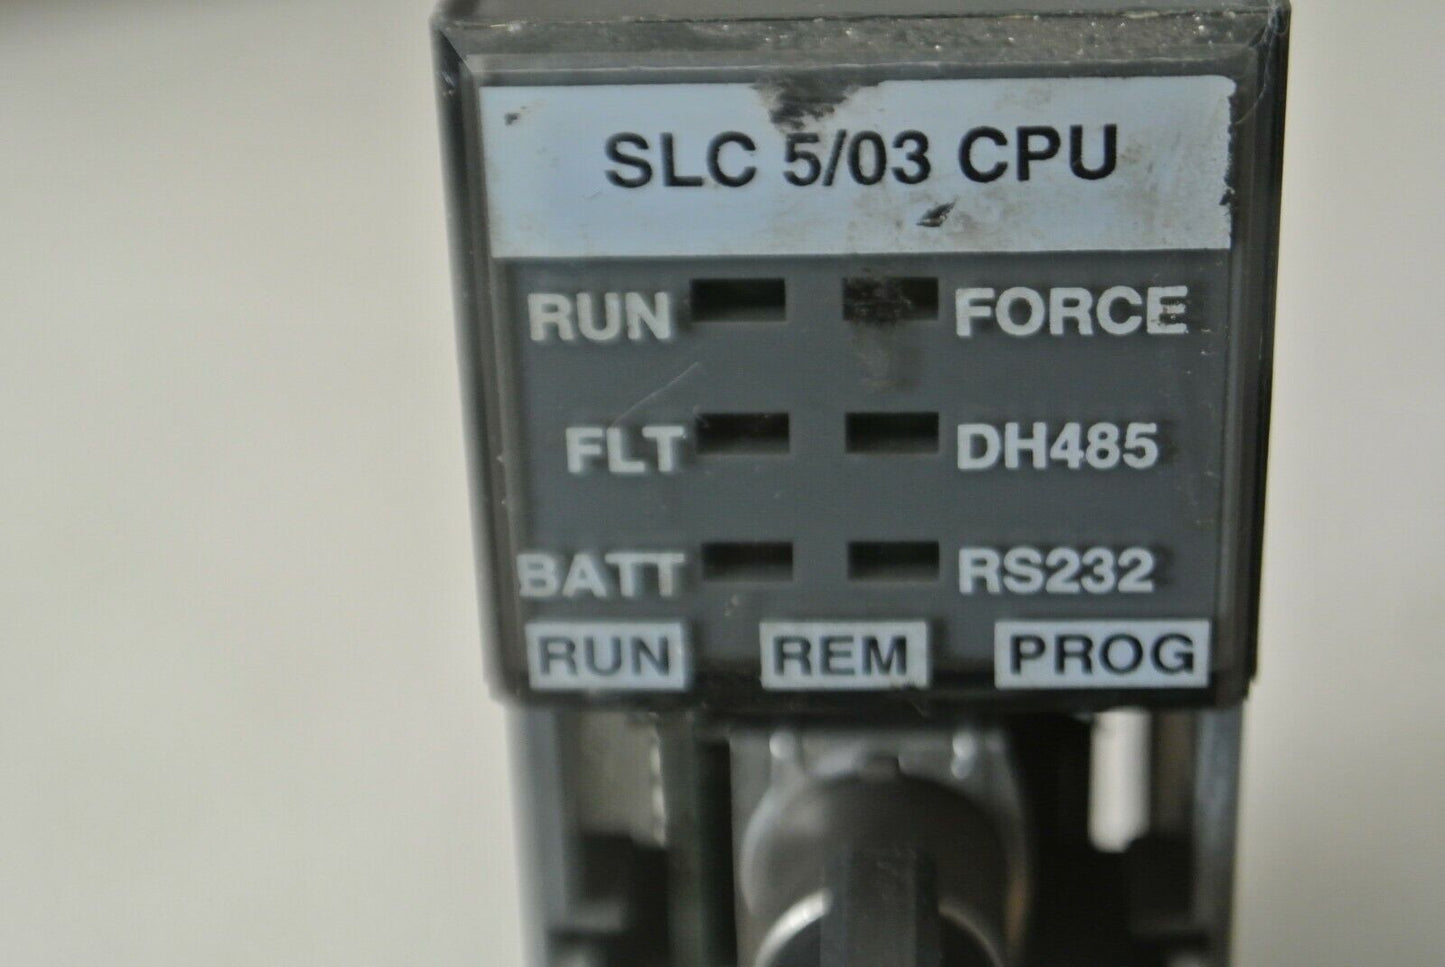 SLC 5/03 CPU
RUN FORCE
FLT DH485
BATT RS232
RUN REM PROG